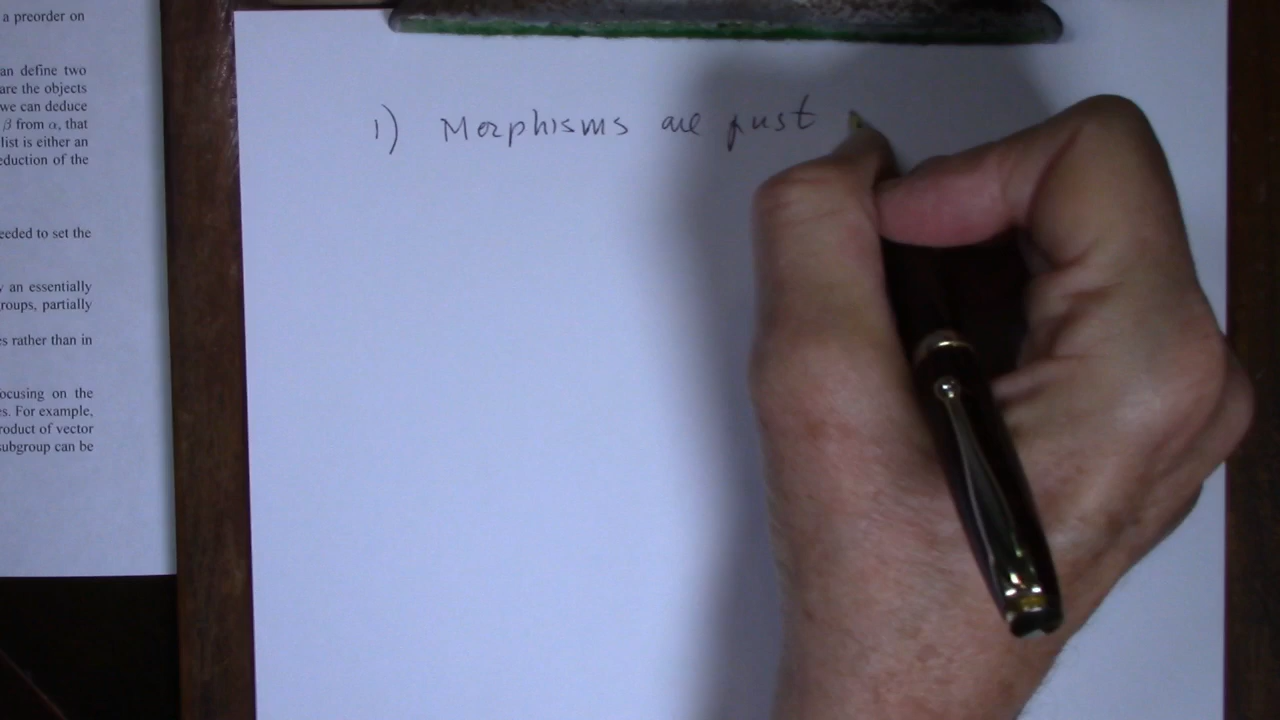 a preorder on
an define two
are the objects
we can deduce
β from α, that
list is either an
eduction of the
eeded to set the
an essentially
roups, partially
es rather than in
ocusing on the
es. For example,
roduct of vector
subgroup can be
1) Morphisms are just